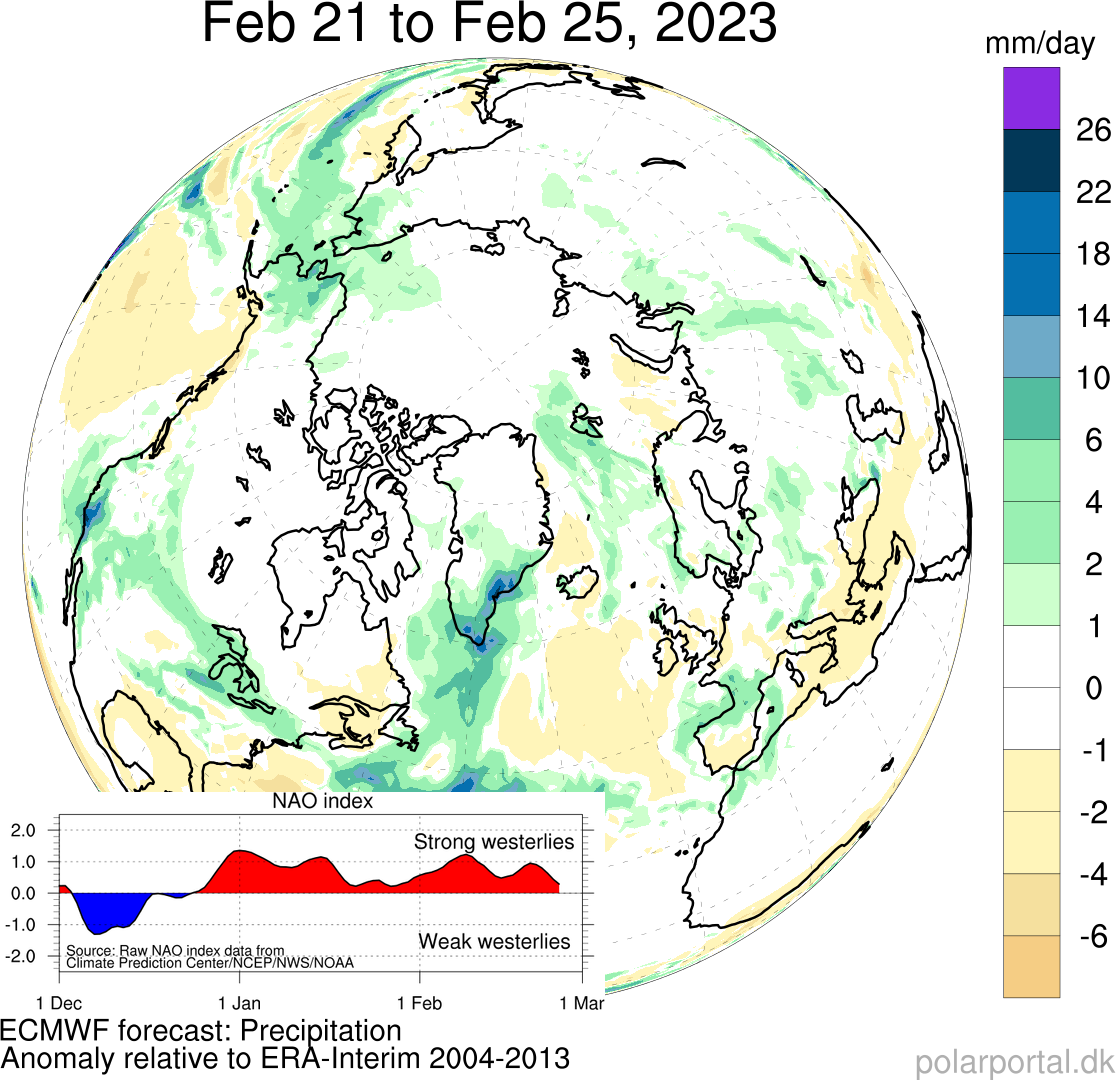 Feb 21 to Feb 25, 2023
mm/day
26
22
18
14
10
6
4
2
1
0
-1
-2
-4
-6
NAO index
2.0
1.0
0.0
-1.0
-2.0
Strong westerlies
Weak westerlies
Source: Raw NAO index data from
Climate Prediction Center/NCEP/NWS/NOAA
1 Dec 1 Jan 1 Feb 1 Mar
ECMWF forecast: Precipitation
Anomaly relative to ERA-Interim 2004-2013
polarportal.dk